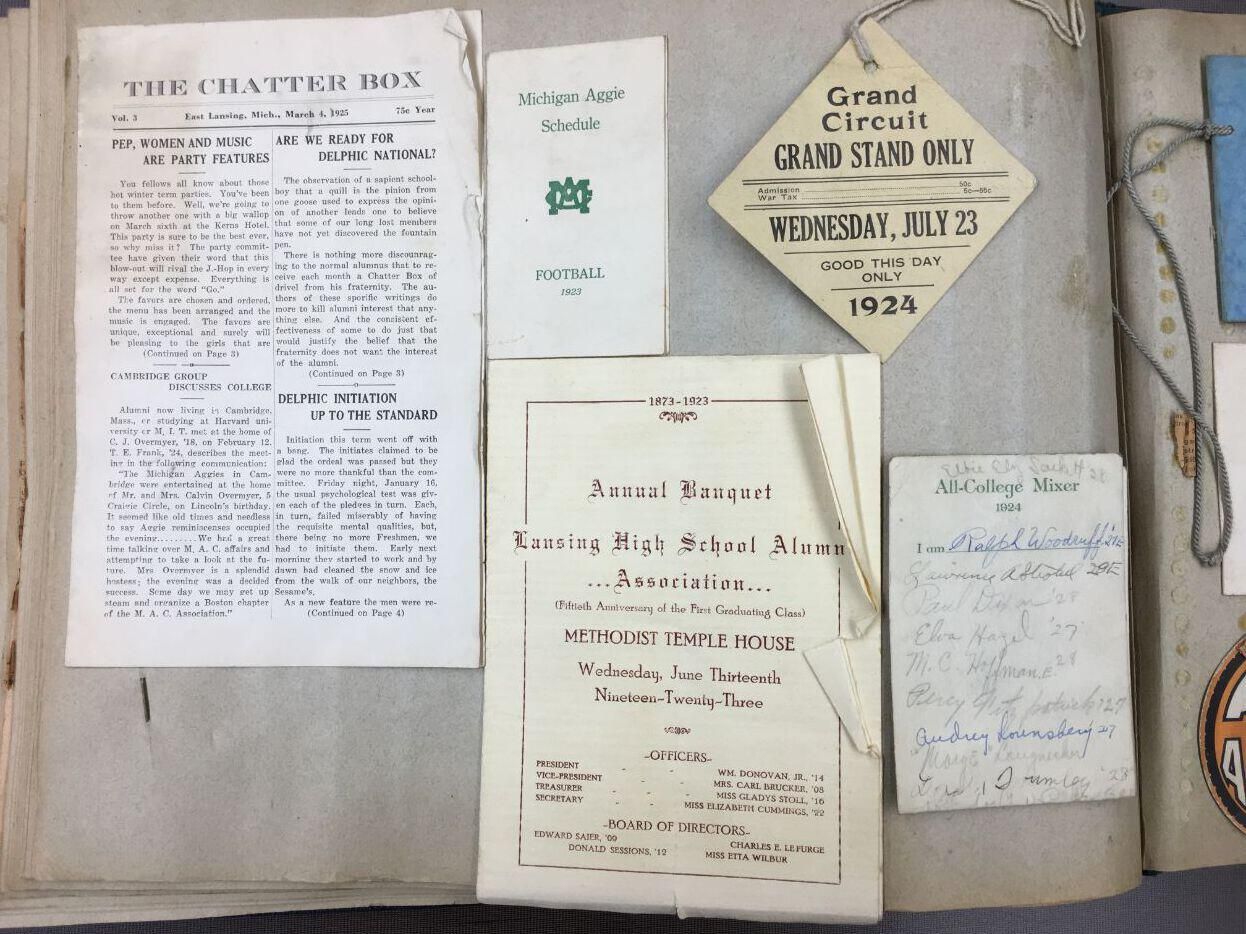 THE CHATTER BOX
Vol. 3 East Lansing, Mich., March 4, 1925 75c Year
PEP, WOMEN AND MUSIC
ARE PARTY FEATURES
You fellows all know about those
hot winter term parties. You've been
to them before. Well, we're going to
throw another one with a big wallop
on March sixth at the Kerns Hotel.
This party is sure to be the best ever,
so why miss it? The party commit-
tee have given their word that this
blow-out will rival the J.-Hop in every
way except expense. Everything is
all set for the word "Go."
The favors are chosen and ordered,
the menu has been arranged and the
music is engaged. The favors are
unique, exceptional and surely will
be pleasing to the girls that are
(Continued on Page 3)
CAMBRIDGE GROUP
DISCUSSES COLLEGE
Alumni now living in Cambridge,
Mass., or studying at Harvard uni-
versity or M. I. T. met at the home of
C. J. Overmyer, '18, on February 12.
T. E. Frank, '24, describes the meet-
ing in the following communication:
"The Michigan Aggies in Cam-
bridge were entertained at the home
of Mr. and Mrs. Calvin Overmyer, 5
Craigie Circle, on Lincoln's birthday.
It seemed like old times and needless
to say Aggie reminiscenses occupied
the evening.........We had a great
time talking over M. A. C. affairs and
attempting to take a look at the fu-
ture. Mrs Overmyer is a splendid
hostess; the evening was a decided
success. Some day we may get up
steam and organize a Boston chapter
of the M. A. C. Association."
ARE WE READY FOR
DELPHIC NATIONAL?
The observation of a sapient school-
boy that a quill is the pinion from
one goose used to express the opini-
on of another leads one to believe
that some of our long lost members
have not yet discovered the fountain
pen.
There is nothing more discourag-
ing to the normal alumnus that to re-
ceive each month a Chatter Box of
drivel from his fraternity. The au-
thors of these sporific writings do
more to kill alumni interest that any-
thing else. And the consistent ef-
fectiveness of some to do just that
would justify the belief that the
fraternity does not want the interest
of the alumni.
(Continued on Page 3)
DELPHIC INITIATION
UP TO THE STANDARD
Initiation this term went off with
a bang. The initiates claimed to be
glad the ordeal was passed but they
were no more thankful than the com-
mittee. Friday night, January 16,
the usual psychological test was giv-
en each of the pledges in turn. Each,
in turn, failed miserably of having
the requisite mental qualities, but,
there being no more Freshmen, we
had to initiate them. Early next
morning they started to work and by
dawn had cleaned the snow and ice
from the walk of our neighbors, the
Sesame's.
As a new feature the men were re-
(Continued on Page 4)
Michigan Aggie
Schedule
FOOTBALL
1923
Grand
Circuit
GRAND STAND ONLY
Admission 50c
War Tax 5c—55c
WEDNESDAY, JULY 23
GOOD THIS DAY
ONLY
1924
1873-1923
Annual Banquet
Lansing High School Alumn
...Association...
(Fiftieth Anniversary of the First Graduating Class)
METHODIST TEMPLE HOUSE
Wednesday, June Thirteenth
Nineteen-Twenty-Three
-OFFICERS-
PRESIDENT - - WM. DONOVAN, JR., '14
VICE-PRESIDENT - - MRS. CARL BRUCKER, '08
TREASURER - - - MISS GLADYS STOLL, '16
SECRETARY - - MISS ELIZABETH CUMMINGS, '22
-BOARD OF DIRECTORS-
EDWARD SAIER, '09 CHARLES E. LEFURGE
DONALD SESSIONS, '12 MISS ETTA WILBUR
28
All-College Mixer
1924
I am Ralph Woodruff '27E
Lawrence 29E
'28
Elva Hazel '27
M. C. Hoffman, E. 28
Percy 27
Audrey Lounsbery 27
"Marge"
'28